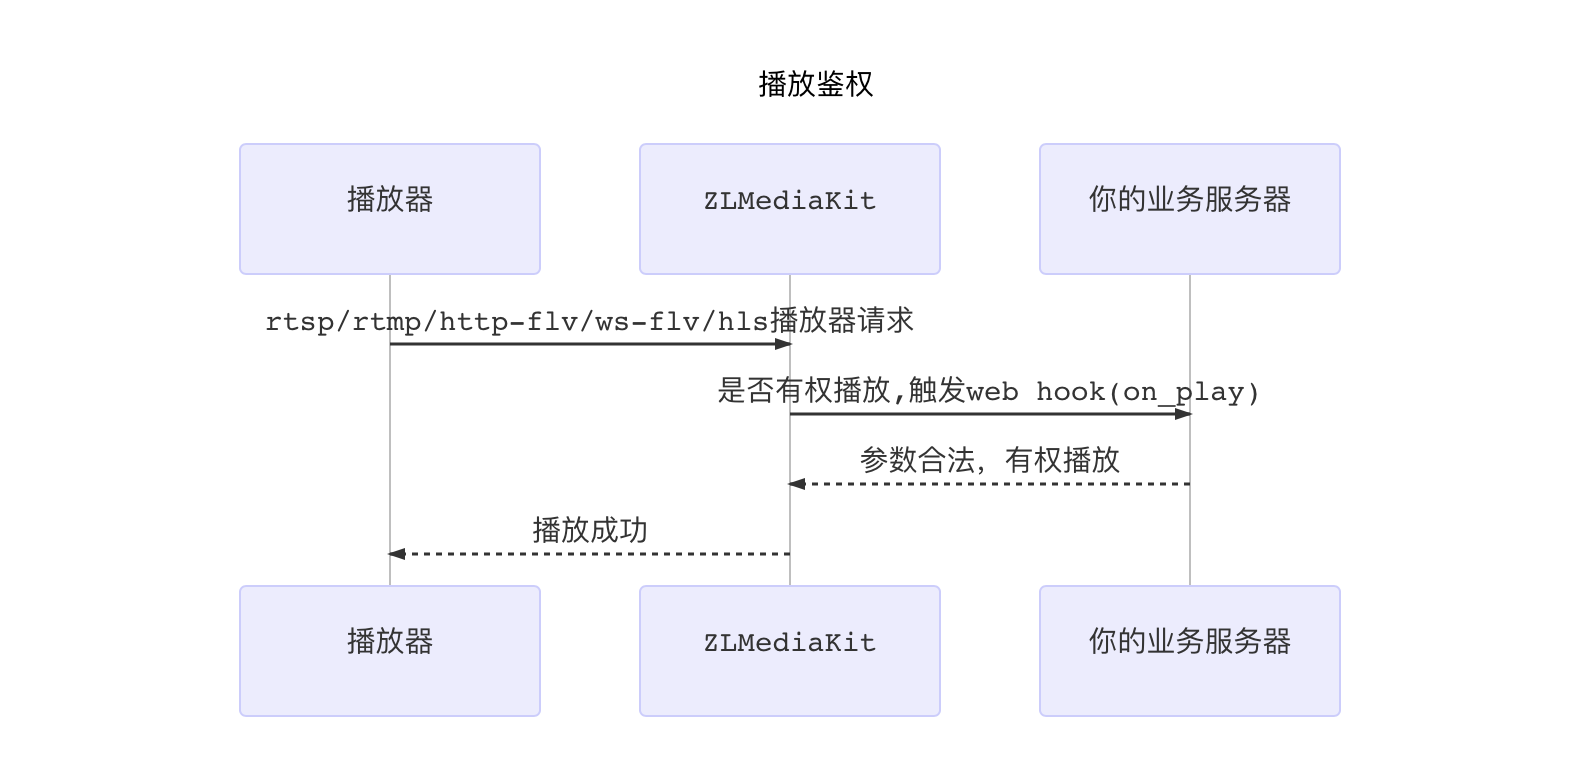 播放鉴权
播放器
ZLMediaKit
你的业务服务器
rtsp/rtmp/http-flv/ws-flv/hls播放器请求
是否有权播放,触发web hook(on_play)
参数合法，有权播放
播放成功
播放器
ZLMediaKit
你的业务服务器